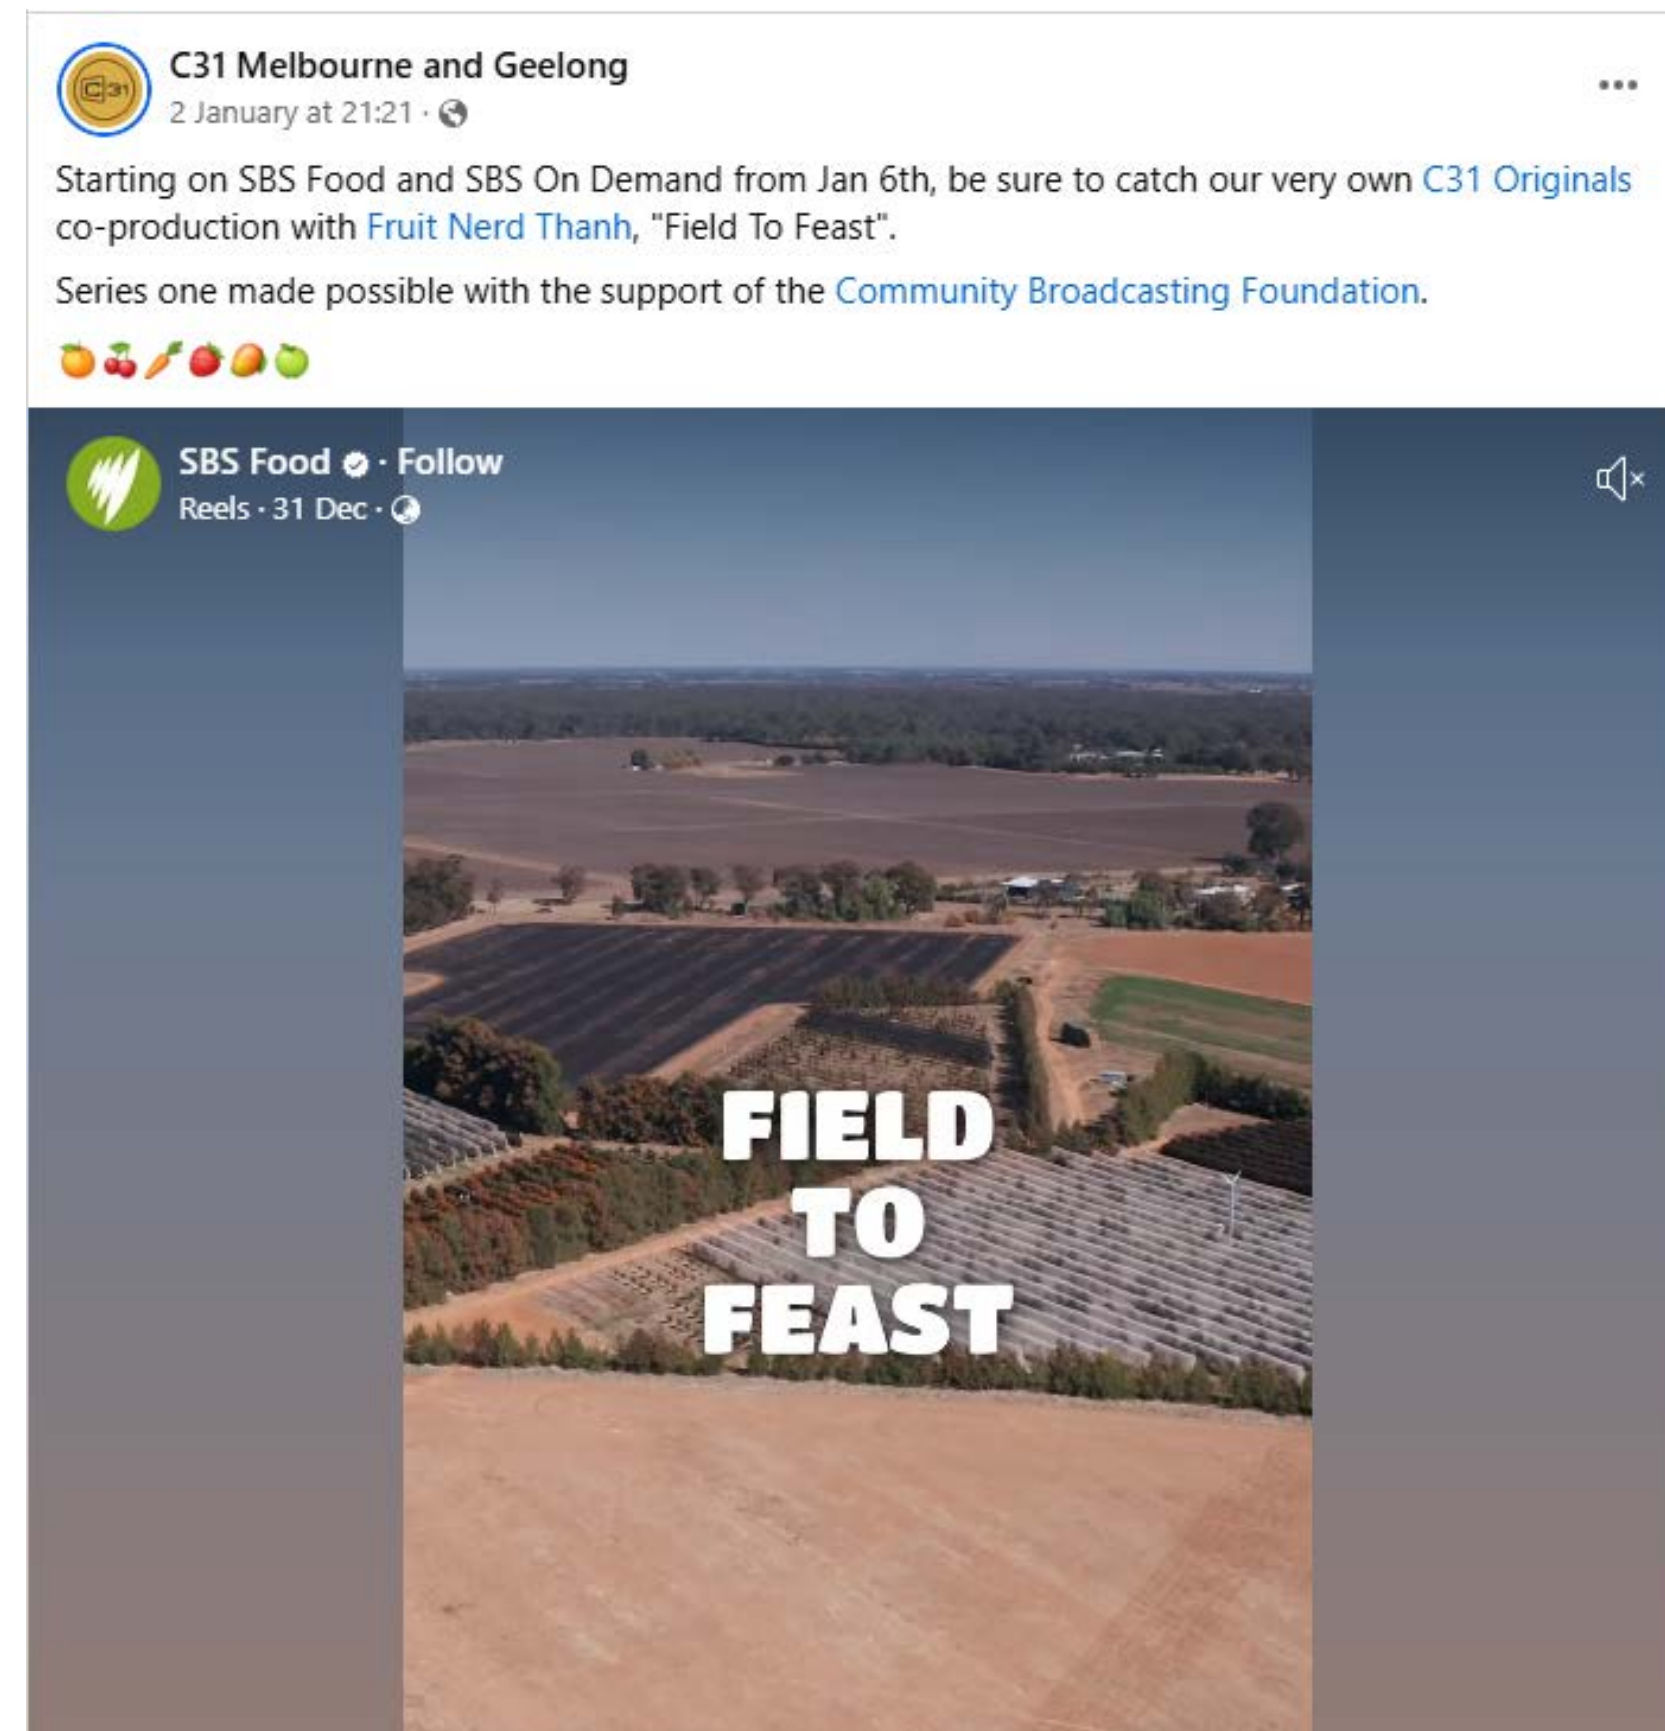 C31 Melbourne and Geelong
2 January at 21:21 ·
Starting on SBS Food and SBS On Demand from Jan 6th, be sure to catch our very own C31 Originals
co-production with Fruit Nerd Thanh, "Field To Feast".
Series one made possible with the support of the Community Broadcasting Foundation.
SBS Food · Follow
Reels · 31 Dec ·
FIELD
TO
FEAST